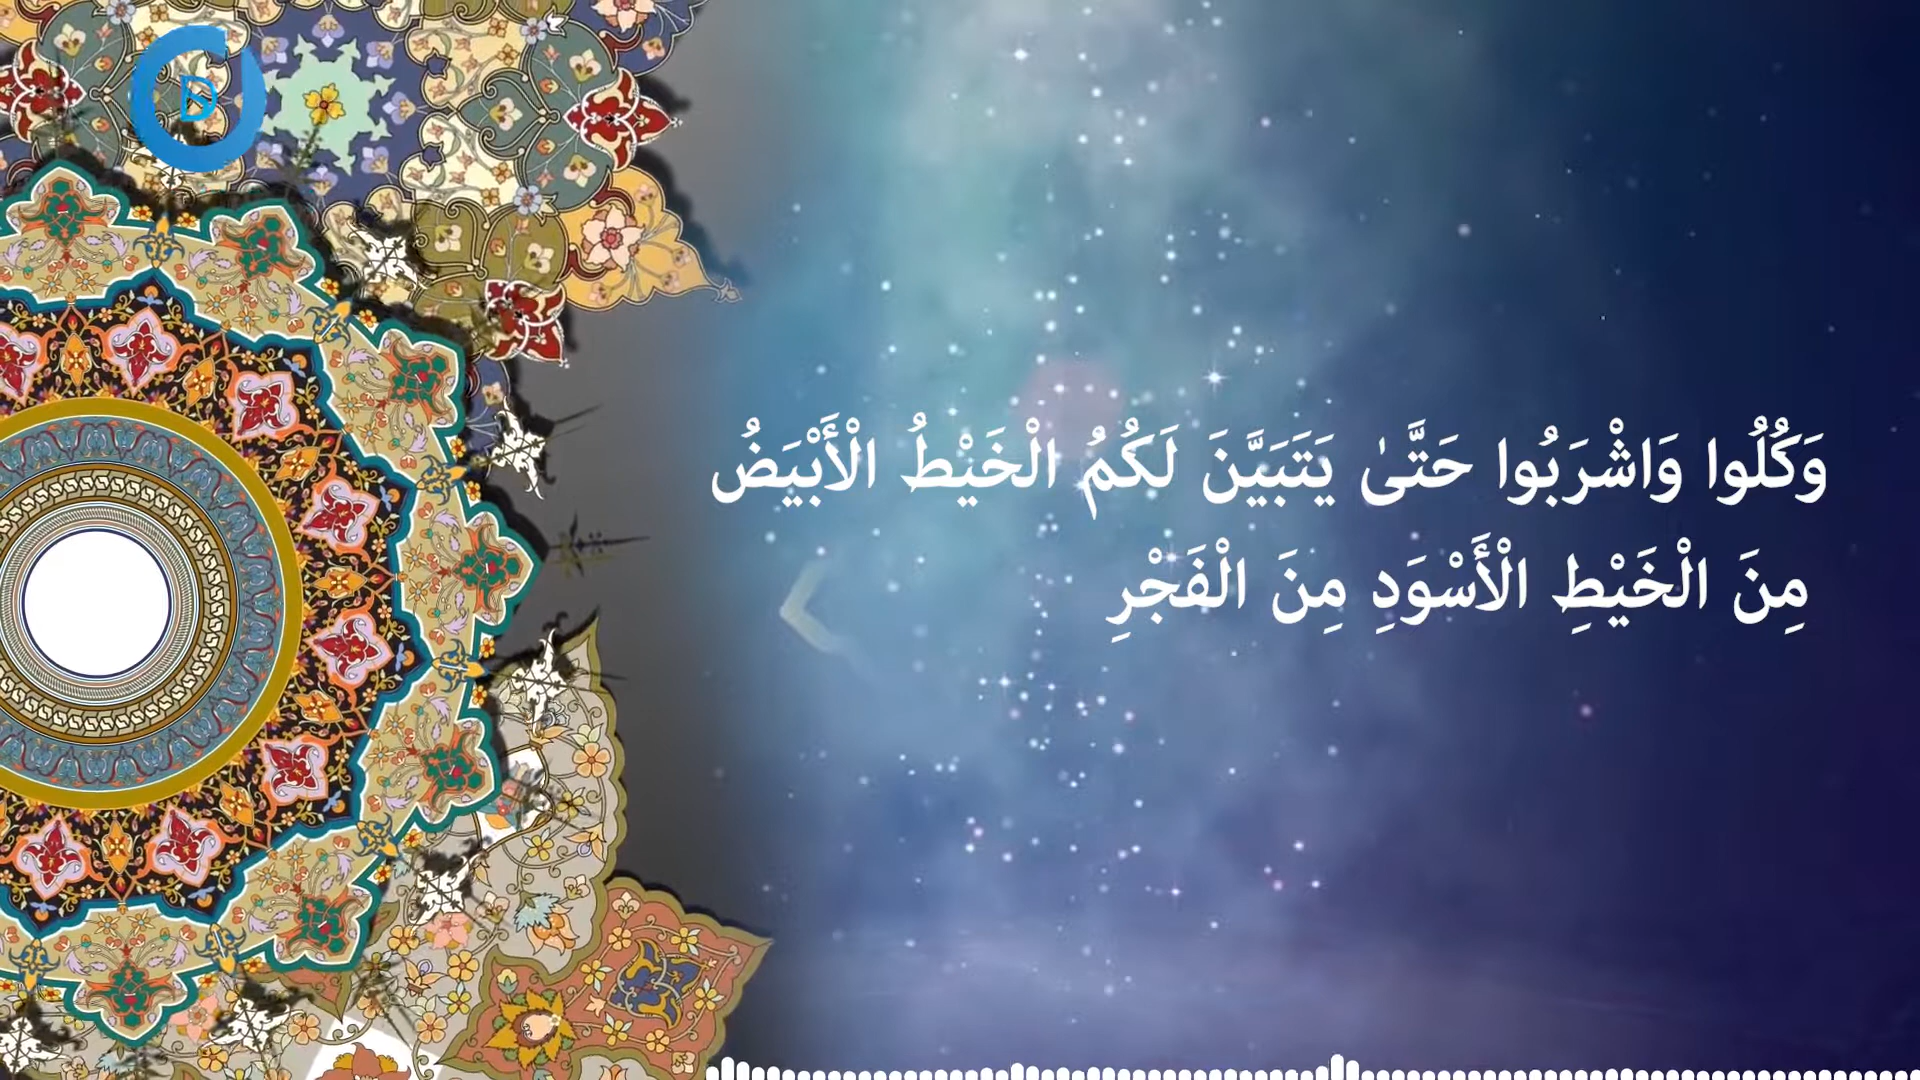 وَكُلُوا وَاشْرَبُوا حَتَّىٰ يَتَبَيَّنَ لَكُمُ الْخَيْطُ الْأَبْيَضُ
مِنَ الْخَيْطِ الْأَسْوَدِ مِنَ الْفَجْرِ